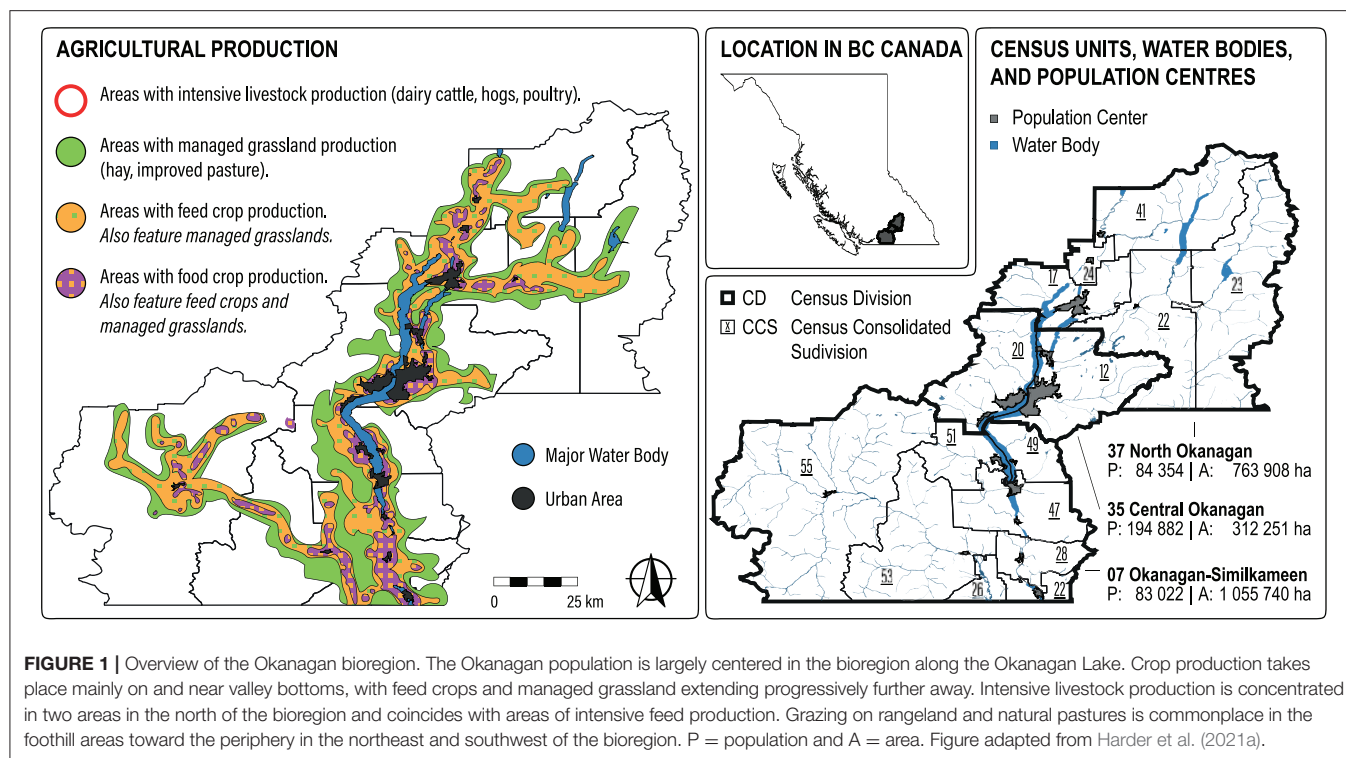 AGRICULTURAL PRODUCTION
Areas with intensive livestock production (dairy cattle, hogs, poultry).
Areas with managed grassland production
(hay, improved pasture).
Areas with feed crop production.
Also feature managed grasslands.
Areas with food crop production.
Also feature feed crops and
managed grasslands.
Major Water Body
Urban Area
0 25 km
LOCATION IN BC CANADA
CD Census Division
X CCS Census Consolidated
Sudivision
CENSUS UNITS, WATER BODIES,
AND POPULATION CENTRES
Population Center
Water Body
41
17
24
23
22
20
12
51
49
55
47
28
53
26
22
37 North Okanagan
P: 84 354 | A: 763 908 ha
35 Central Okanagan
P: 194 882 | A: 312 251 ha
07 Okanagan-Similkameen
P: 83 022 | A: 1 055 740 ha
FIGURE 1 | Overview of the Okanagan bioregion. The Okanagan population is largely centered in the bioregion along the Okanagan Lake. Crop production takes
place mainly on and near valley bottoms, with feed crops and managed grassland extending progressively further away. Intensive livestock production is concentrated
in two areas in the north of the bioregion and coincides with areas of intensive feed production. Grazing on rangeland and natural pastures is commonplace in the
foothill areas toward the periphery in the northeast and southwest of the bioregion. P = population and A = area. Figure adapted from Harder et al. (2021a).